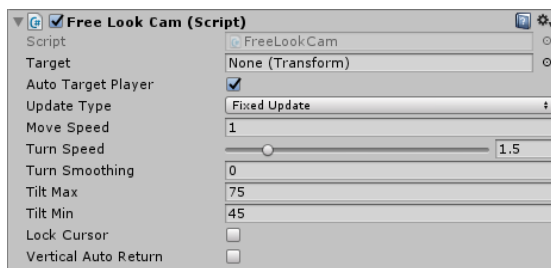 Free Look Cam (Script)
Script FreeLookCam
Target None (Transform)
Auto Target Player
Update Type Fixed Update
Move Speed 1
Turn Speed 1.5
Turn Smoothing 0
Tilt Max 75
Tilt Min 45
Lock Cursor
Vertical Auto Return